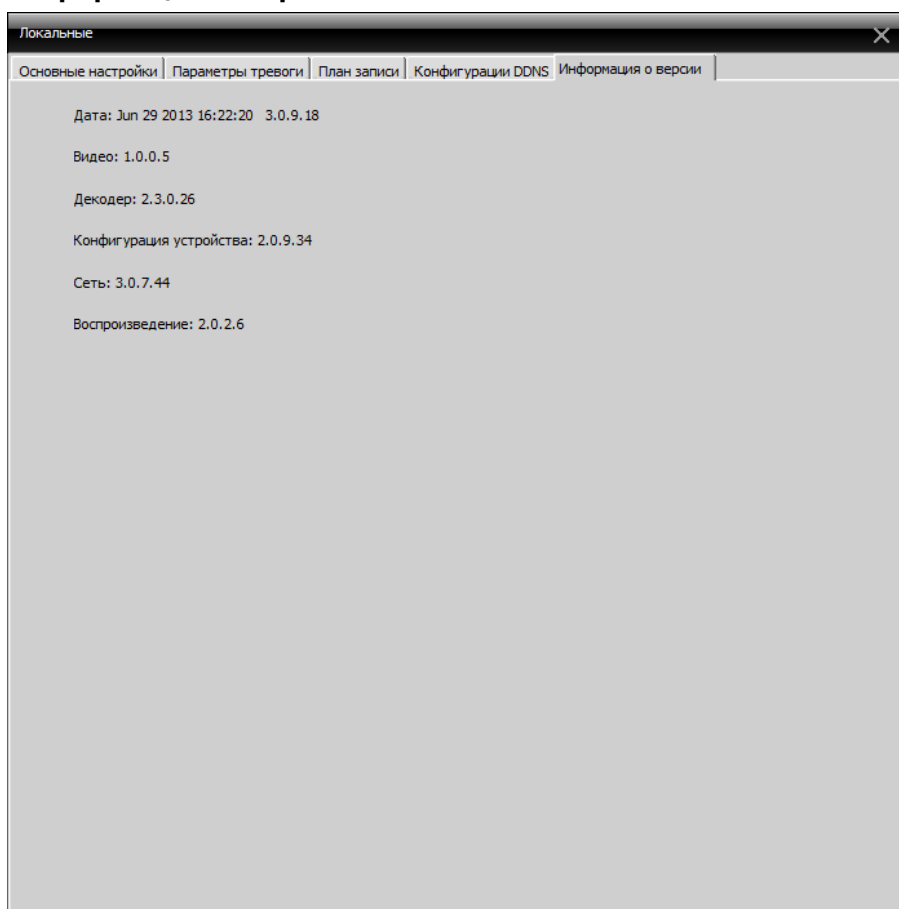 Локальные
Основные настройки Параметры тревоги План записи Конфигурации DDNS Информация о версии
Дата: Jun 29 2013 16:22:20 3.0.9.18
Видео: 1.0.0.5
Декодер: 2.3.0.26
Конфигурация устройства: 2.0.9.34
Сеть: 3.0.7.44
Воспроизведение: 2.0.2.6